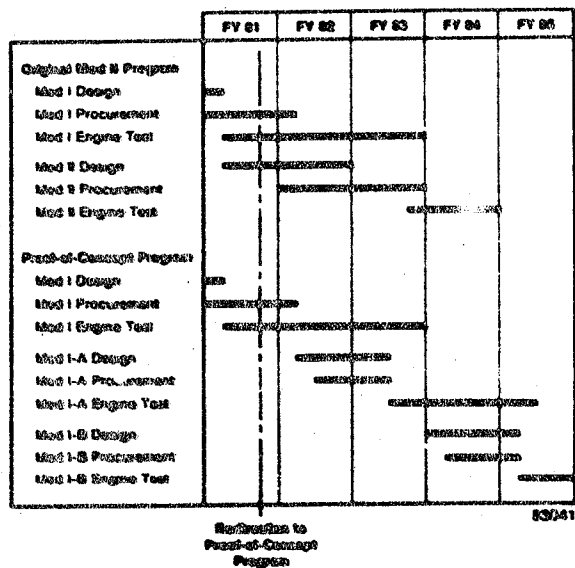 FY 81 FY 82 FY 83 FY 84 FY 85
Original Mod II Program
Mod I Design
Mod I Procurement
Mod I Engine Test
Mod II Design
Mod II Procurement
Mod II Engine Test
Proof-of-Concept Program
Mod I Design
Mod I Procurement
Mod I Engine Test
Mod I-A Design
Mod I-A Procurement
Mod I-A Engine Test
Mod I-B Design
Mod I-B Procurement
Mod I-B Engine Test
83041
Redirection to
Proof-of-Concept
Program